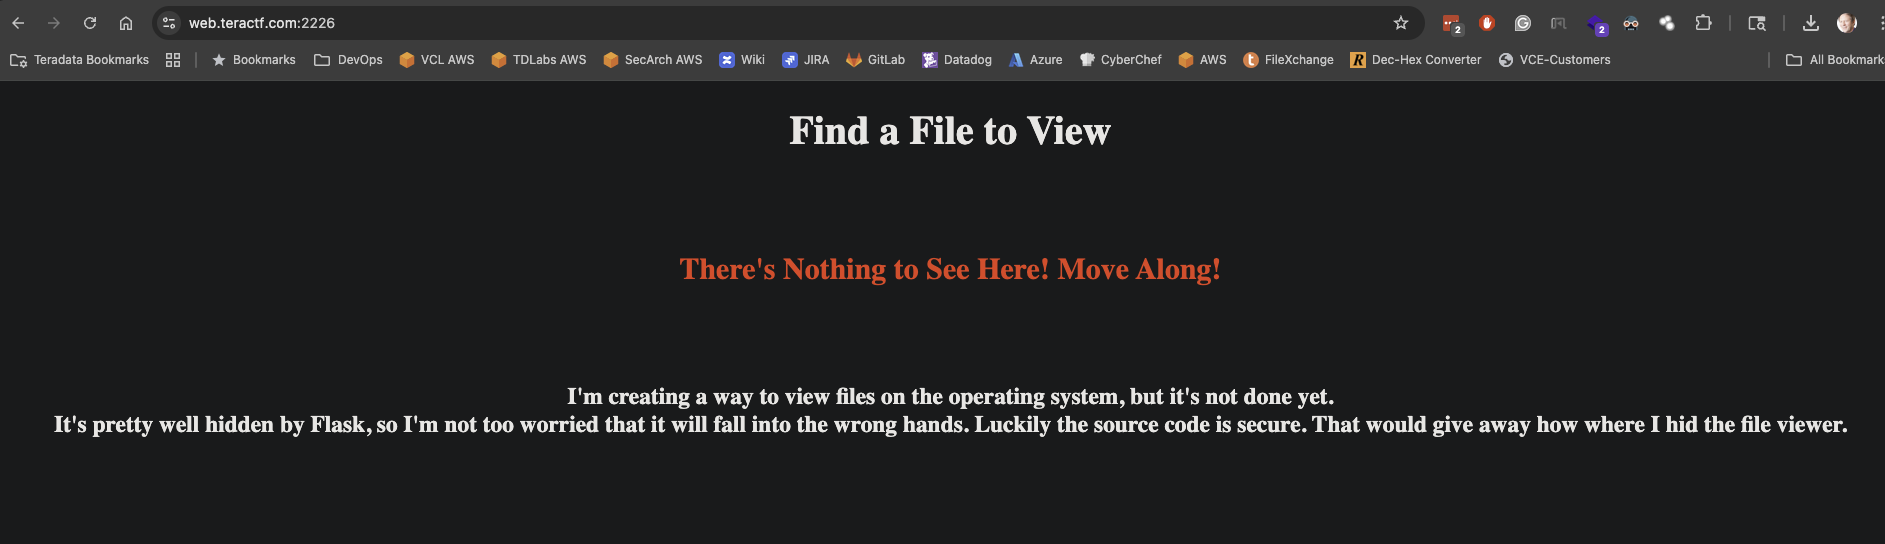 web.teractf.com:2226
2
2
Teradata Bookmarks
Bookmarks
DevOps
VCL AWS
TDLabs AWS
SecArch AWS
Wiki
JIRA
GitLab
Datadog
Azure
CyberChef
AWS
FileXchange
Dec-Hex Converter
VCE-Customers
All Bookmark
Find a File to View
There's Nothing to See Here! Move Along!
I'm creating a way to view files on the operating system, but it's not done yet.
It's pretty well hidden by Flask, so I'm not too worried that it will fall into the wrong hands. Luckily the source code is secure. That would give away how where I hid the file viewer.